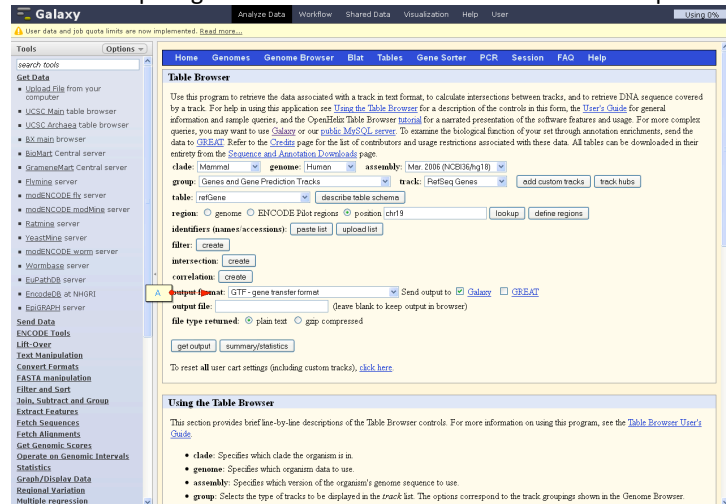 Galaxy
Analyze Data Workflow Shared Data Visualization Help User
Using 0%
User data and job quota limits are now implemented. Read more...
Tools
Options
search tools
Get Data
Upload File from your
computer
UCSC Main table browser
UCSC Archaea table browser
BX main browser
BioMart Central server
GrameneMart Central server
Flymine server
modENCODE fly server
modENCODE modMine server
Ratmine server
YeastMine server
modENCODE worm server
Wormbase server
EuPathDB server
EncodeDB at NHGRI
EpiGRAPH server
Send Data
ENCODE Tools
Lift-Over
Text Manipulation
Convert Formats
FASTA manipulation
Filter and Sort
Join, Subtract and Group
Extract Features
Fetch Sequences
Fetch Alignments
Get Genomic Scores
Operate on Genomic Intervals
Statistics
Graph/Display Data
Regional Variation
Multiple regression
Home Genomes Genome Browser Blat Tables Gene Sorter PCR Session FAQ Help
Table Browser
Use this program to retrieve the data associated with a track in text format, to calculate intersections between tracks, and to retrieve DNA sequence covered
by a track. For help in using this application see Using the Table Browser for a description of the controls in this form, the User's Guide for general
information and sample queries, and the OpenHelix Table Browser tutorial for a narrated presentation of the software features and usage. For more complex
queries, you may want to use Galaxy or our public MySQL server. To examine the biological function of your set through annotation enrichments, send the
data to GREAT. Refer to the Credits page for the list of contributors and usage restrictions associated with these data. All tables can be downloaded in their
entirety from the Sequence and Annotation Downloads page.
clade: Mammal genome: Human assembly: Mar. 2006 (NCBI36/hg18)
group: Genes and Gene Prediction Tracks track: RefSeq Genes add custom tracks track hubs
table: refGene describe table schema
region: genome ENCODE Pilot regions position chr19 lookup define regions
identifiers (names/accessions): paste list upload list
filter: create
intersection: create
correlation: create
A
output format: GTF - gene transfer format Send output to Galaxy GREAT
output file: (leave blank to keep output in browser)
file type returned: plain text gzip compressed
get output summary/statistics
To reset all user cart settings (including custom tracks), click here.
Using the Table Browser
This section provides brief line-by-line descriptions of the Table Browser controls. For more information on using this program, see the Table Browser User's
Guide.
clade: Specifies which clade the organism is in.
genome: Specifies which organism data to use.
assembly: Specifies which version of the organism's genome sequence to use.
group: Selects the type of tracks to be displayed in the track list. The options correspond to the track groupings shown in the Genome Browser.